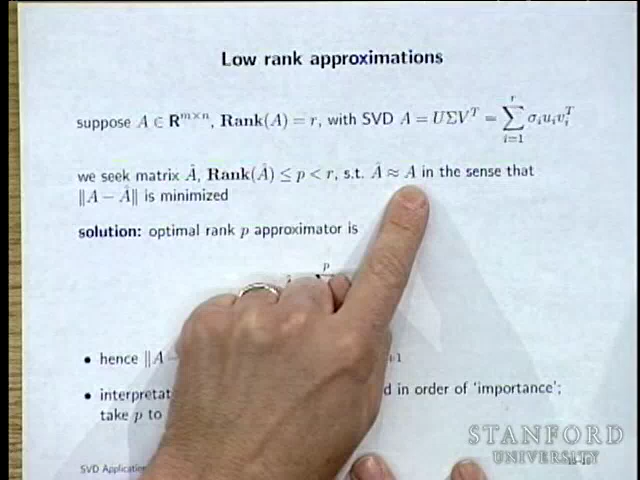 Low rank approximations
suppose A ∈ R^{m×n}, Rank(A) = r, with SVD A = UΣV^T = ∑_{i=1}^{r} σ_i u_i v_i^T
we seek matrix Â, Rank(Â) ≤ p < r, s.t. Â ≈ A in the sense that
‖A − Â‖ is minimized
solution: optimal rank p approximator is
p
• hence ‖A − +1
• interpretat d in order of 'importance';
take p to
SVD Application
STANFORD
UNIVERSITY